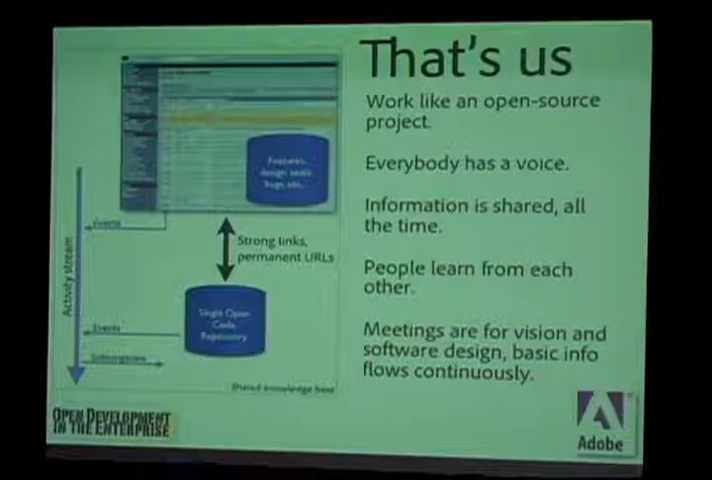 That's us
Work like an open-source
project.
Everybody has a voice.
Information is shared, all
the time.
People learn from each
other.
Meetings are for vision and
software design, basic info
flows continuously.
Features,
design, tasks
bugs, etc...
Events
Strong links,
permanent URLs
Activity stream
Single Open
Code
Repository
Events
Subscriptions
Shared knowledge base
OPEN DEVELOPMENT
IN THE ENTERPRISE
Adobe